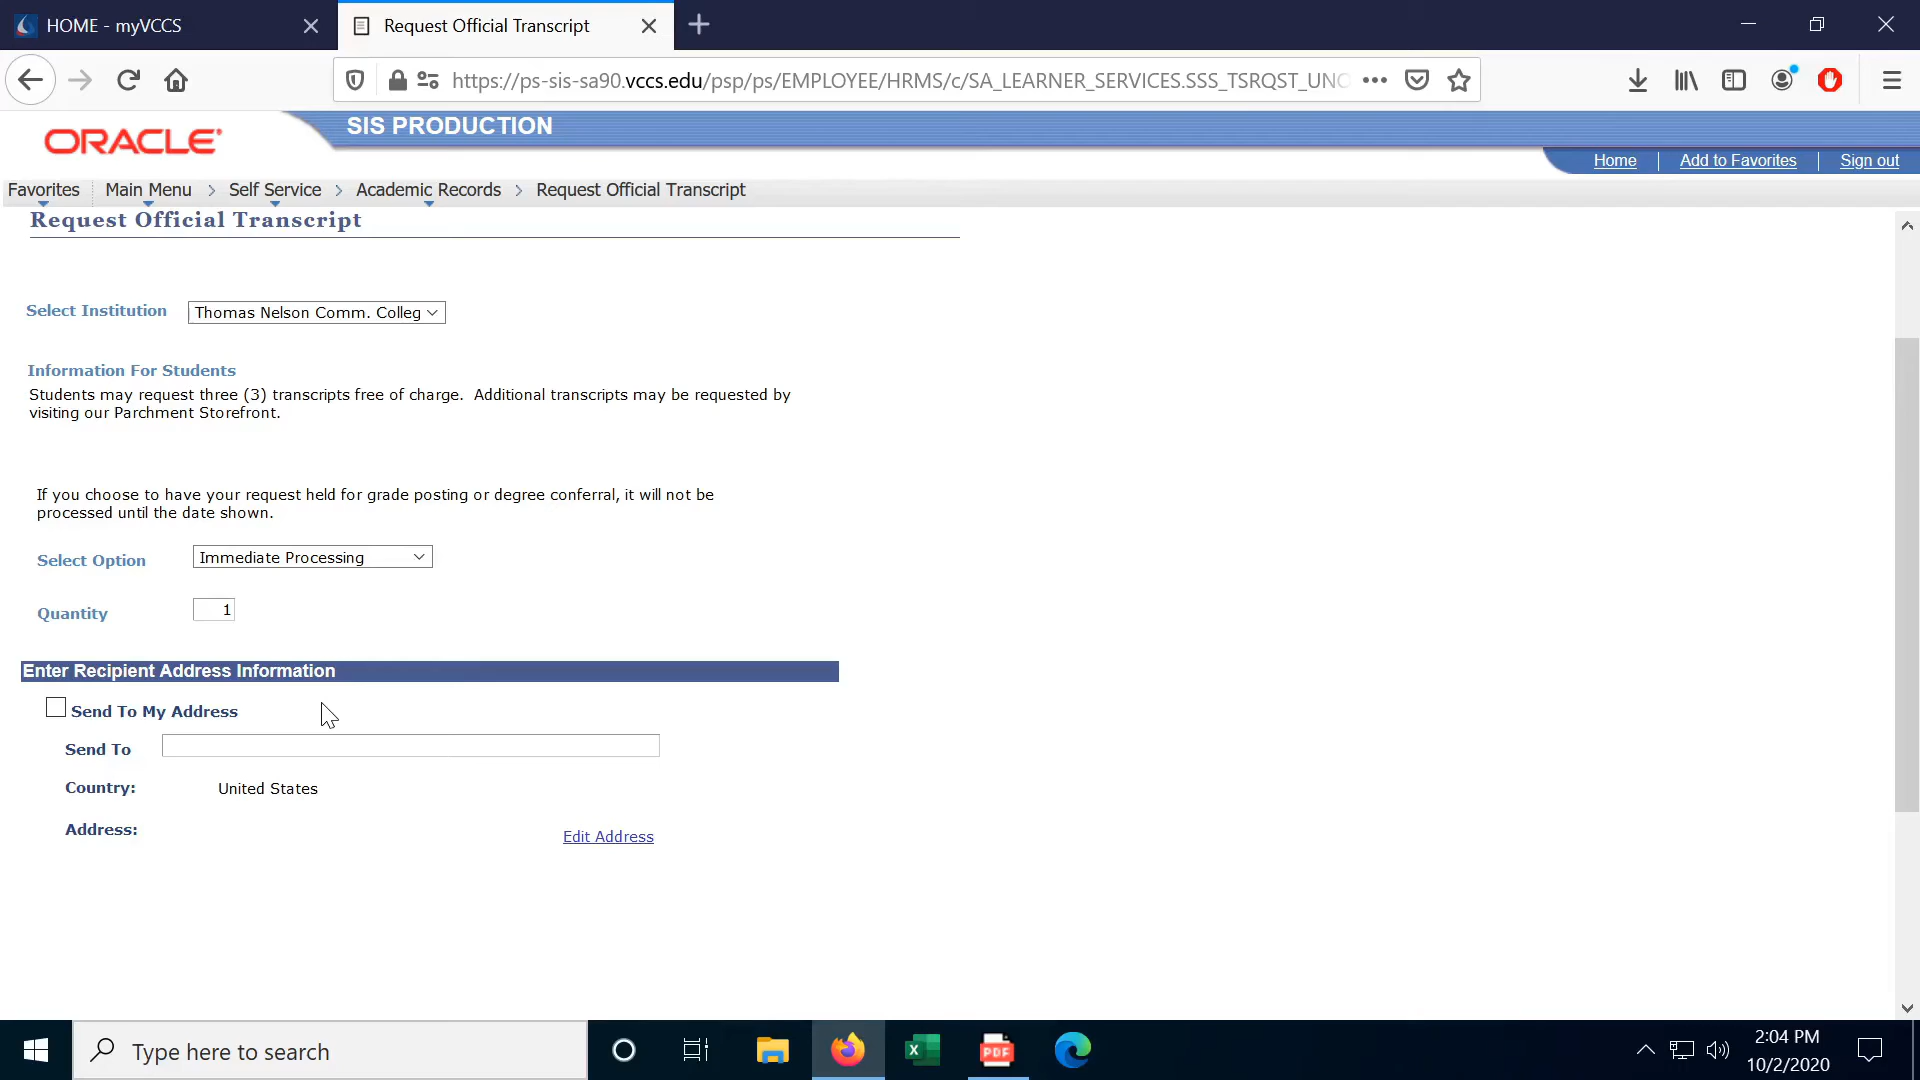 HOME - myVCCS
Request Official Transcript
https://ps-sis-sa90.vccs.edu/psp/ps/EMPLOYEE/HRMS/c/SA_LEARNER_SERVICES.SSS_TSRQST_UNC
ORACLE
SIS PRODUCTION
Home
Add to Favorites
Sign out
Favorites
Main Menu > Self Service > Academic Records > Request Official Transcript
Request Official Transcript
Select Institution
Thomas Nelson Comm. Colleg
Information For Students
Students may request three (3) transcripts free of charge. Additional transcripts may be requested by
visiting our Parchment Storefront.
If you choose to have your request held for grade posting or degree conferral, it will not be
processed until the date shown.
Select Option
Immediate Processing
Quantity
1
Enter Recipient Address Information
Send To My Address
Send To
Country:
United States
Address:
Edit Address
Type here to search
X
PDF
2:04 PM
10/2/2020